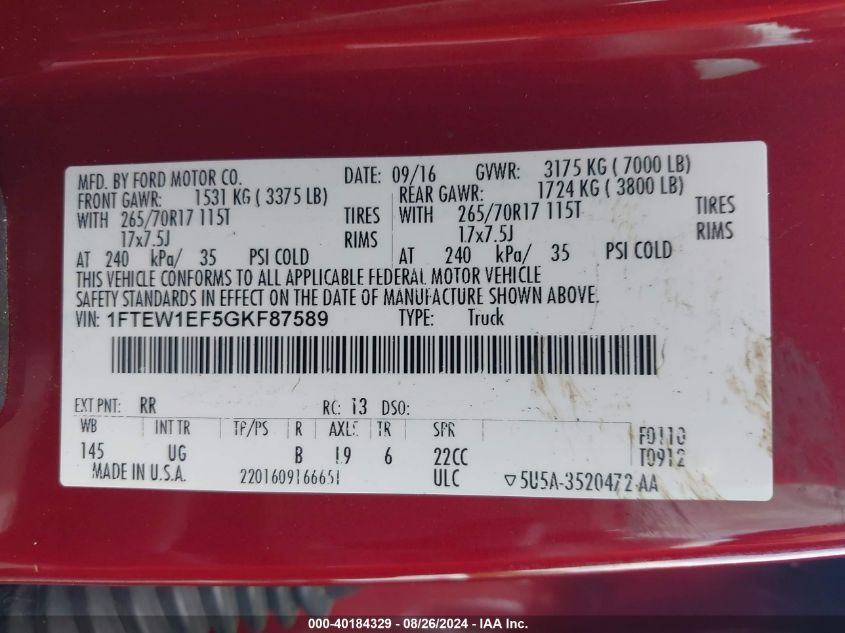 MFD. BY FORD MOTOR CO. DATE: 09/16 GVWR: 3175 KG ( 7000 LB)
FRONT GAWR: 1531 KG ( 3375 LB) REAR GAWR: 1724 KG ( 3800 LB)
WITH 265/70R17 115T TIRES WITH 265/70R17 115T TIRES
17x7.5J RIMS 17x7.5J RIMS
AT 240 kPa/ 35 PSI COLD AT 240 kPa/ 35 PSI COLD
THIS VEHICLE CONFORMS TO ALL APPLICABLE FEDERAL MOTOR VEHICLE
SAFETY STANDARDS IN EFFECT ON THE DATE OF MANUFACTURE SHOWN ABOVE.
VIN: 1FTEW1EF5GKF87589 TYPE: Truck
EXT PNT: RR RC: 13 DSO:
WB INT TR TP/PS R AXLE TR SPR
145 UG B L9 6 22CC
F0110
T0912
MADE IN U.S.A. 2201609166651 ULC ▽5U5A-3520472-AA
000-40184329 - 08/26/2024 - IAA Inc.